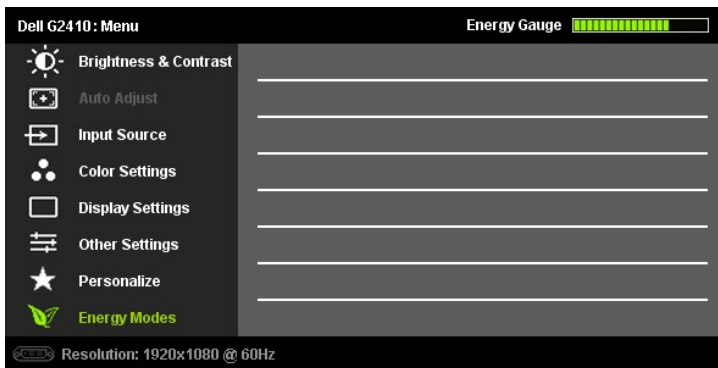 Dell G2410: Menu
Energy Gauge
Brightness & Contrast
Auto Adjust
Input Source
Color Settings
Display Settings
Other Settings
Personalize
Energy Modes
Resolution: 1920x1080 @ 60Hz